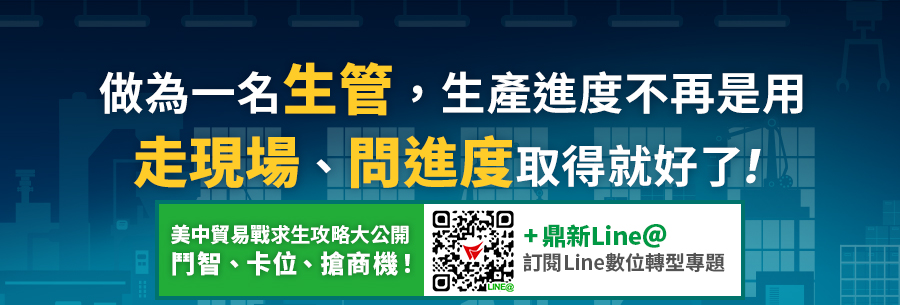 做為一名生管，生產進度不再是用
走現場、問進度取得就好了！
美中貿易戰求生攻略大公開
鬥智、卡位、搶商機！
LINE@
+鼎新Line@
訂閱Line數位轉型專題